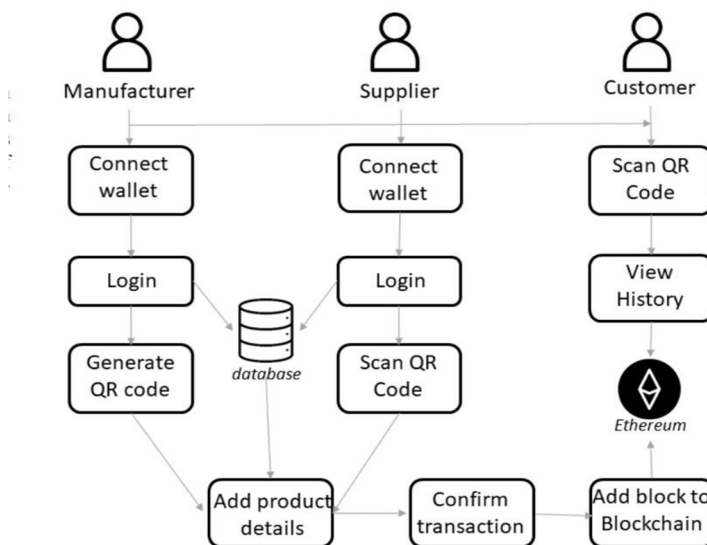 Manufacturer
Supplier
Customer
Connect
wallet
Connect
wallet
Scan QR
Code
Login
Login
View
History
Generate
QR code
database
Scan QR
Code
Ethereum
Add product
details
Confirm
transaction
Add block to
Blockchain